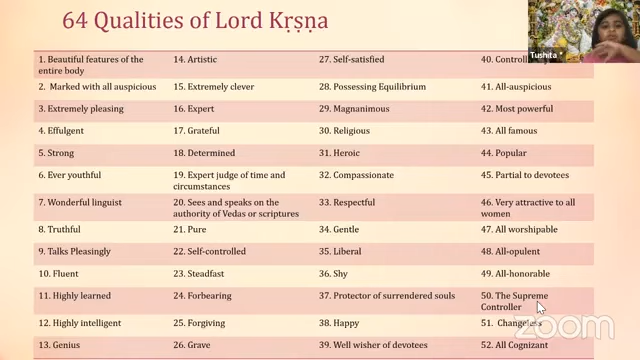 64 Qualities of Lord Kṛṣṇa
Tushita
1. Beautiful features of the
entire body
14. Artistic
27. Self-satisfied
40.
2. Marked with all auspicious
15. Extremely clever
28. Possessing Equilibrium
41. All-auspicious
3. Extremely pleasing
16. Expert
29. Magnanimous
42. Most powerful
4. Effulgent
17. Grateful
30. Religious
43. All famous
5. Strong
18. Determined
31. Heroic
44. Popular
6. Ever youthful
19. Expert judge of time and
circumstances
32. Compassionate
45. Partial to devotees
7. Wonderful linguist
20. Sees and speaks on the
authority of Vedas or scriptures
33. Respectful
46. Very attractive to all
women
8. Truthful
21. Pure
34. Gentle
47. All worshipable
9. Talks Pleasingly
22. Self-controlled
35. Liberal
48. All-opulent
10. Fluent
23. Steadfast
36. Shy
49. All-honorable
11. Highly learned
24. Forbearing
37. Protector of surrendered souls
50. The Supreme
Controller
12. Highly intelligent
25. Forgiving
38. Happy
51. Changeless
13. Genius
26. Grave
39. Well wisher of devotees
52. All Cognizant
zoom